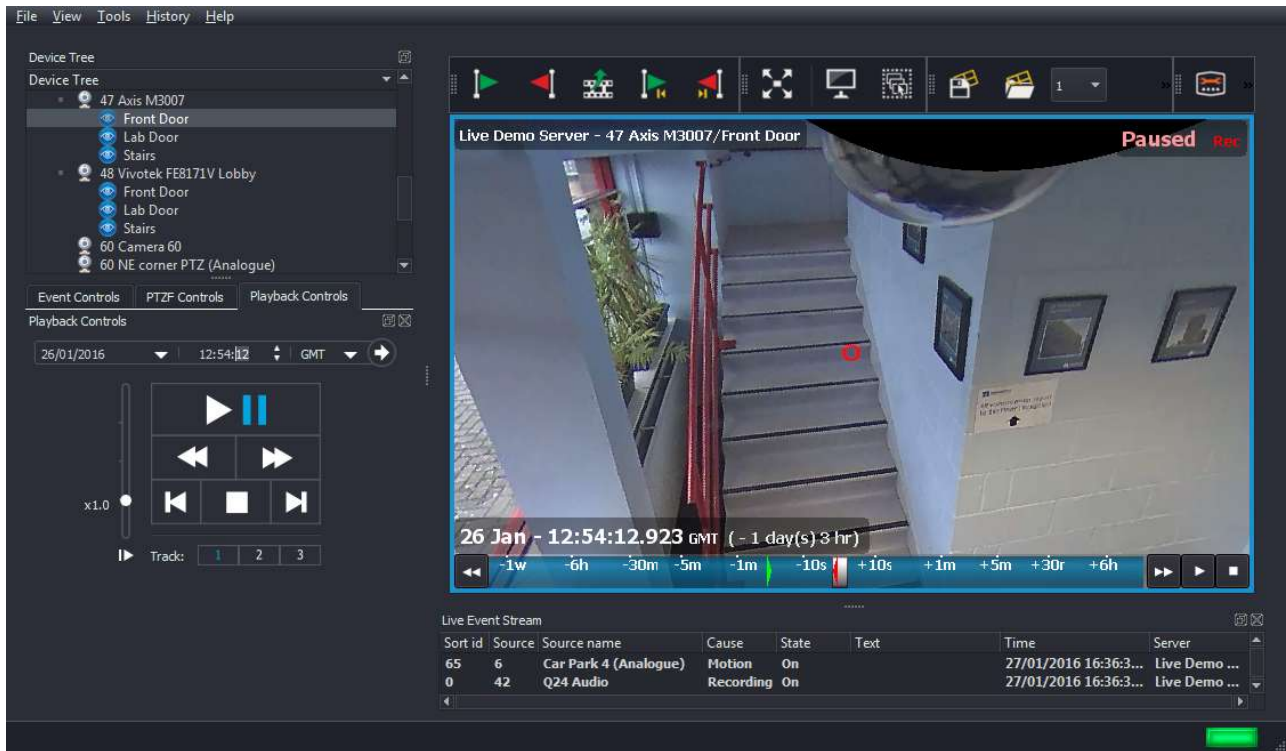 File View Tools History Help
Device Tree
Device Tree
47 Axis M3007
Front Door
Lab Door
Stairs
48 Vivotek FE8171V Lobby
Front Door
Lab Door
Stairs
60 Camera 60
60 NE corner PTZ (Analogue)
Event Controls PTZF Controls Playback Controls
Playback Controls
26/01/2016 12:54:12 GMT
x1.0
Track: 1 2 3
1
Live Demo Server - 47 Axis M3007/Front Door
Paused Rec
26 Jan - 12:54:12.923 GMT ( - 1 day(s) 3 hr)
-1w -6h -30m -5m -1m -10s +10s +1m +5m +30r +6h
Live Event Stream
Sort id Source Source name Cause State Text Time Server
65 6 Car Park 4 (Analogue) Motion On 27/01/2016 16:36:3... Live Demo ...
0 42 Q24 Audio Recording On 27/01/2016 16:36:3... Live Demo ...